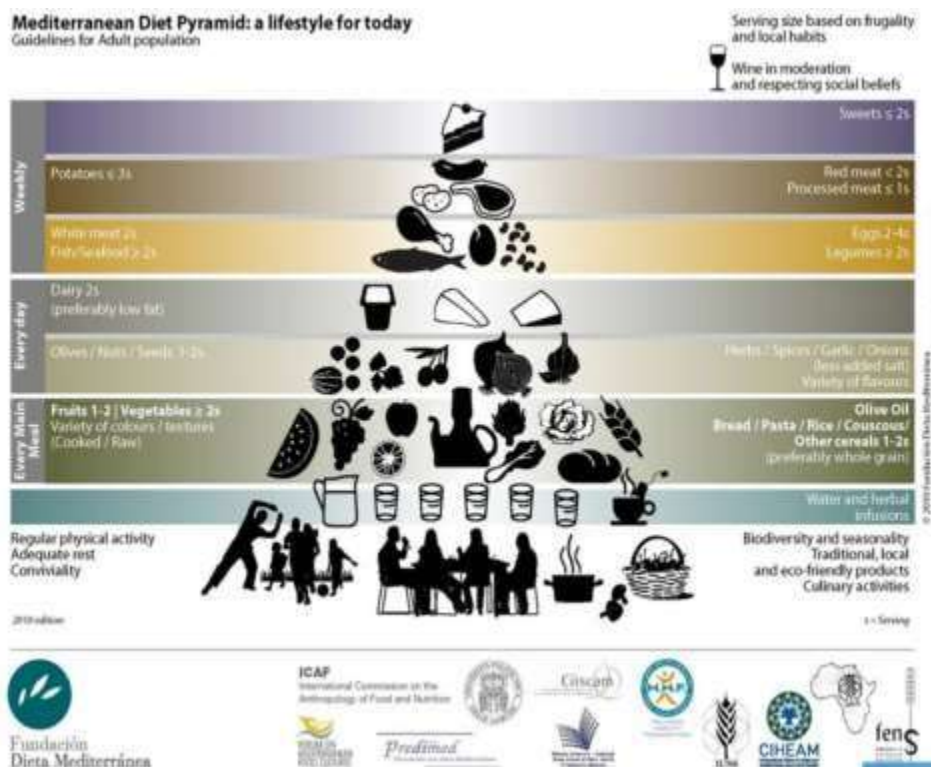 Mediterranean Diet Pyramid: a lifestyle for today
Guidelines for Adult population
Serving size based on frugality
and local habits
Wine in moderation
and respecting social beliefs
Weekly
Sweets ≤ 2s
Potatoes ≤ 3s
Red meat < 2s
Processed meat ≤ 1s
White meat 2s
Fish/Seafood ≥ 2s
Eggs 2-4s
Legumes ≥ 2s
Every day
Dairy 2s
(preferably low fat)
Olives / Nuts / Seeds 1-2s
Herbs / Spices / Garlic / Onions
(less added salt)
Variety of flavours
Every Main
Meal
Fruits 1-2 | Vegetables ≥ 2s
Variety of colours / textures
(Cooked / Raw)
Olive Oil
Bread / Pasta / Rice / Couscous/
Other cereals 1-2s
(preferably whole grain)
Water and herbal
infusions
Regular physical activity
Adequate rest
Conviviality
Biodiversity and seasonality
Traditional, local
and eco-friendly products
Culinary activities
2010 edition
s = Serving
© 2010 Fundación Dieta Mediterránea
Fundación
Dieta Mediterránea
ICAF
International Commission on the
Anthropology of Food and Nutrition
Predimed
Ciiscam
CIHEAM
fens